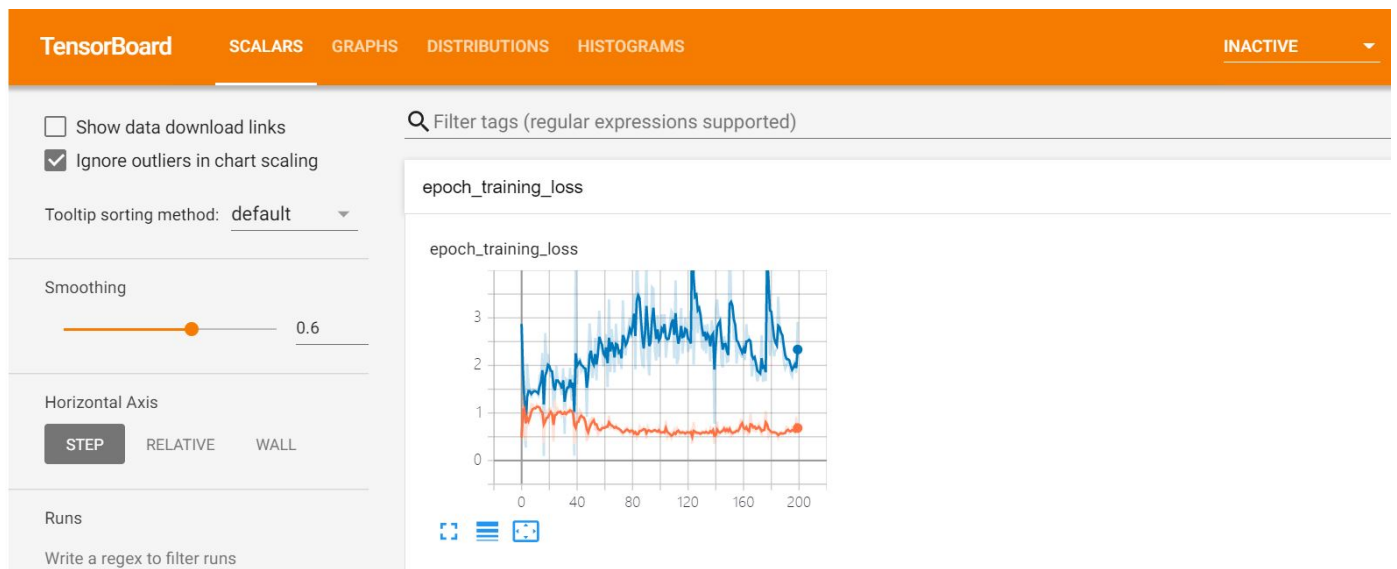 TensorBoard SCALARS GRAPHS DISTRIBUTIONS HISTOGRAMS INACTIVE
Show data download links
Ignore outliers in chart scaling
Tooltip sorting method: default
Smoothing
0.6
Horizontal Axis
STEP RELATIVE WALL
Runs
Write a regex to filter runs
Filter tags (regular expressions supported)
epoch_training_loss
epoch_training_loss
3
2
1
0
0 40 80 120 160 200